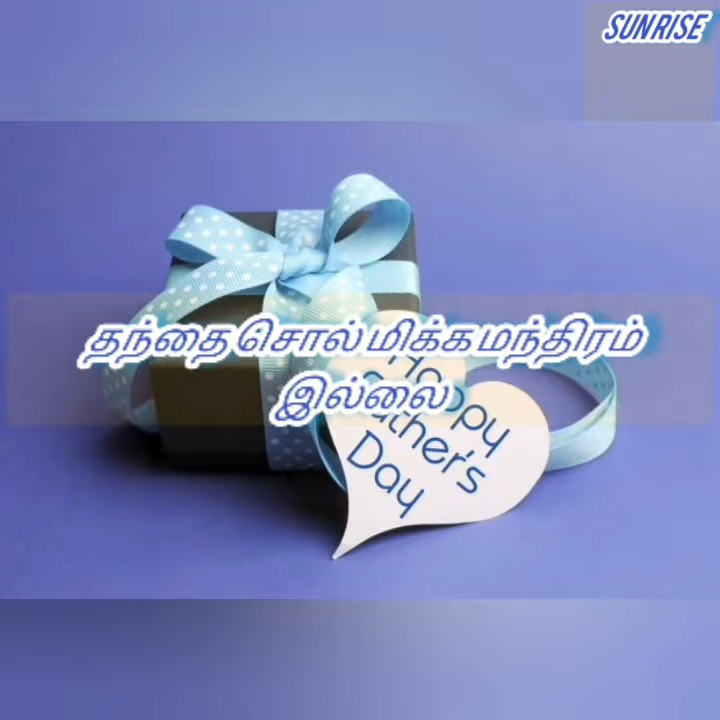 SUNRISE
தந்தை சொல் மிக்க மந்திரம்
இல்லை
Happy
Father's
Day